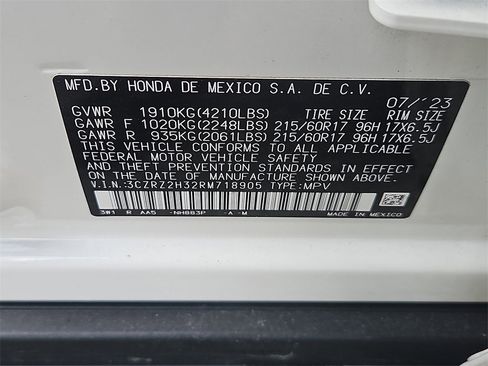 MFD.BY HONDA DE MEXICO S.A. DE C.V.
07/'23
GVWR 1910KG(4210LBS) TIRE SIZE RIM SIZE
GAWR F 1020KG(2248LBS) 215/60R17 96H 17X6.5J
GAWR R 935KG(2061LBS) 215/60R17 96H 17X6.5J
THIS VEHICLE CONFORMS TO ALL APPLICABLE
FEDERAL MOTOR VEHICLE SAFETY STANDARDS IN EFFECT
ON THE DATE OF MANUFACTURE SHOWN ABOVE.
V.I.N.:3CZRZ2H32RM718905 TYPE:MPV
3W1 R AA5 -NH883P -A -M MADE IN MEXICO